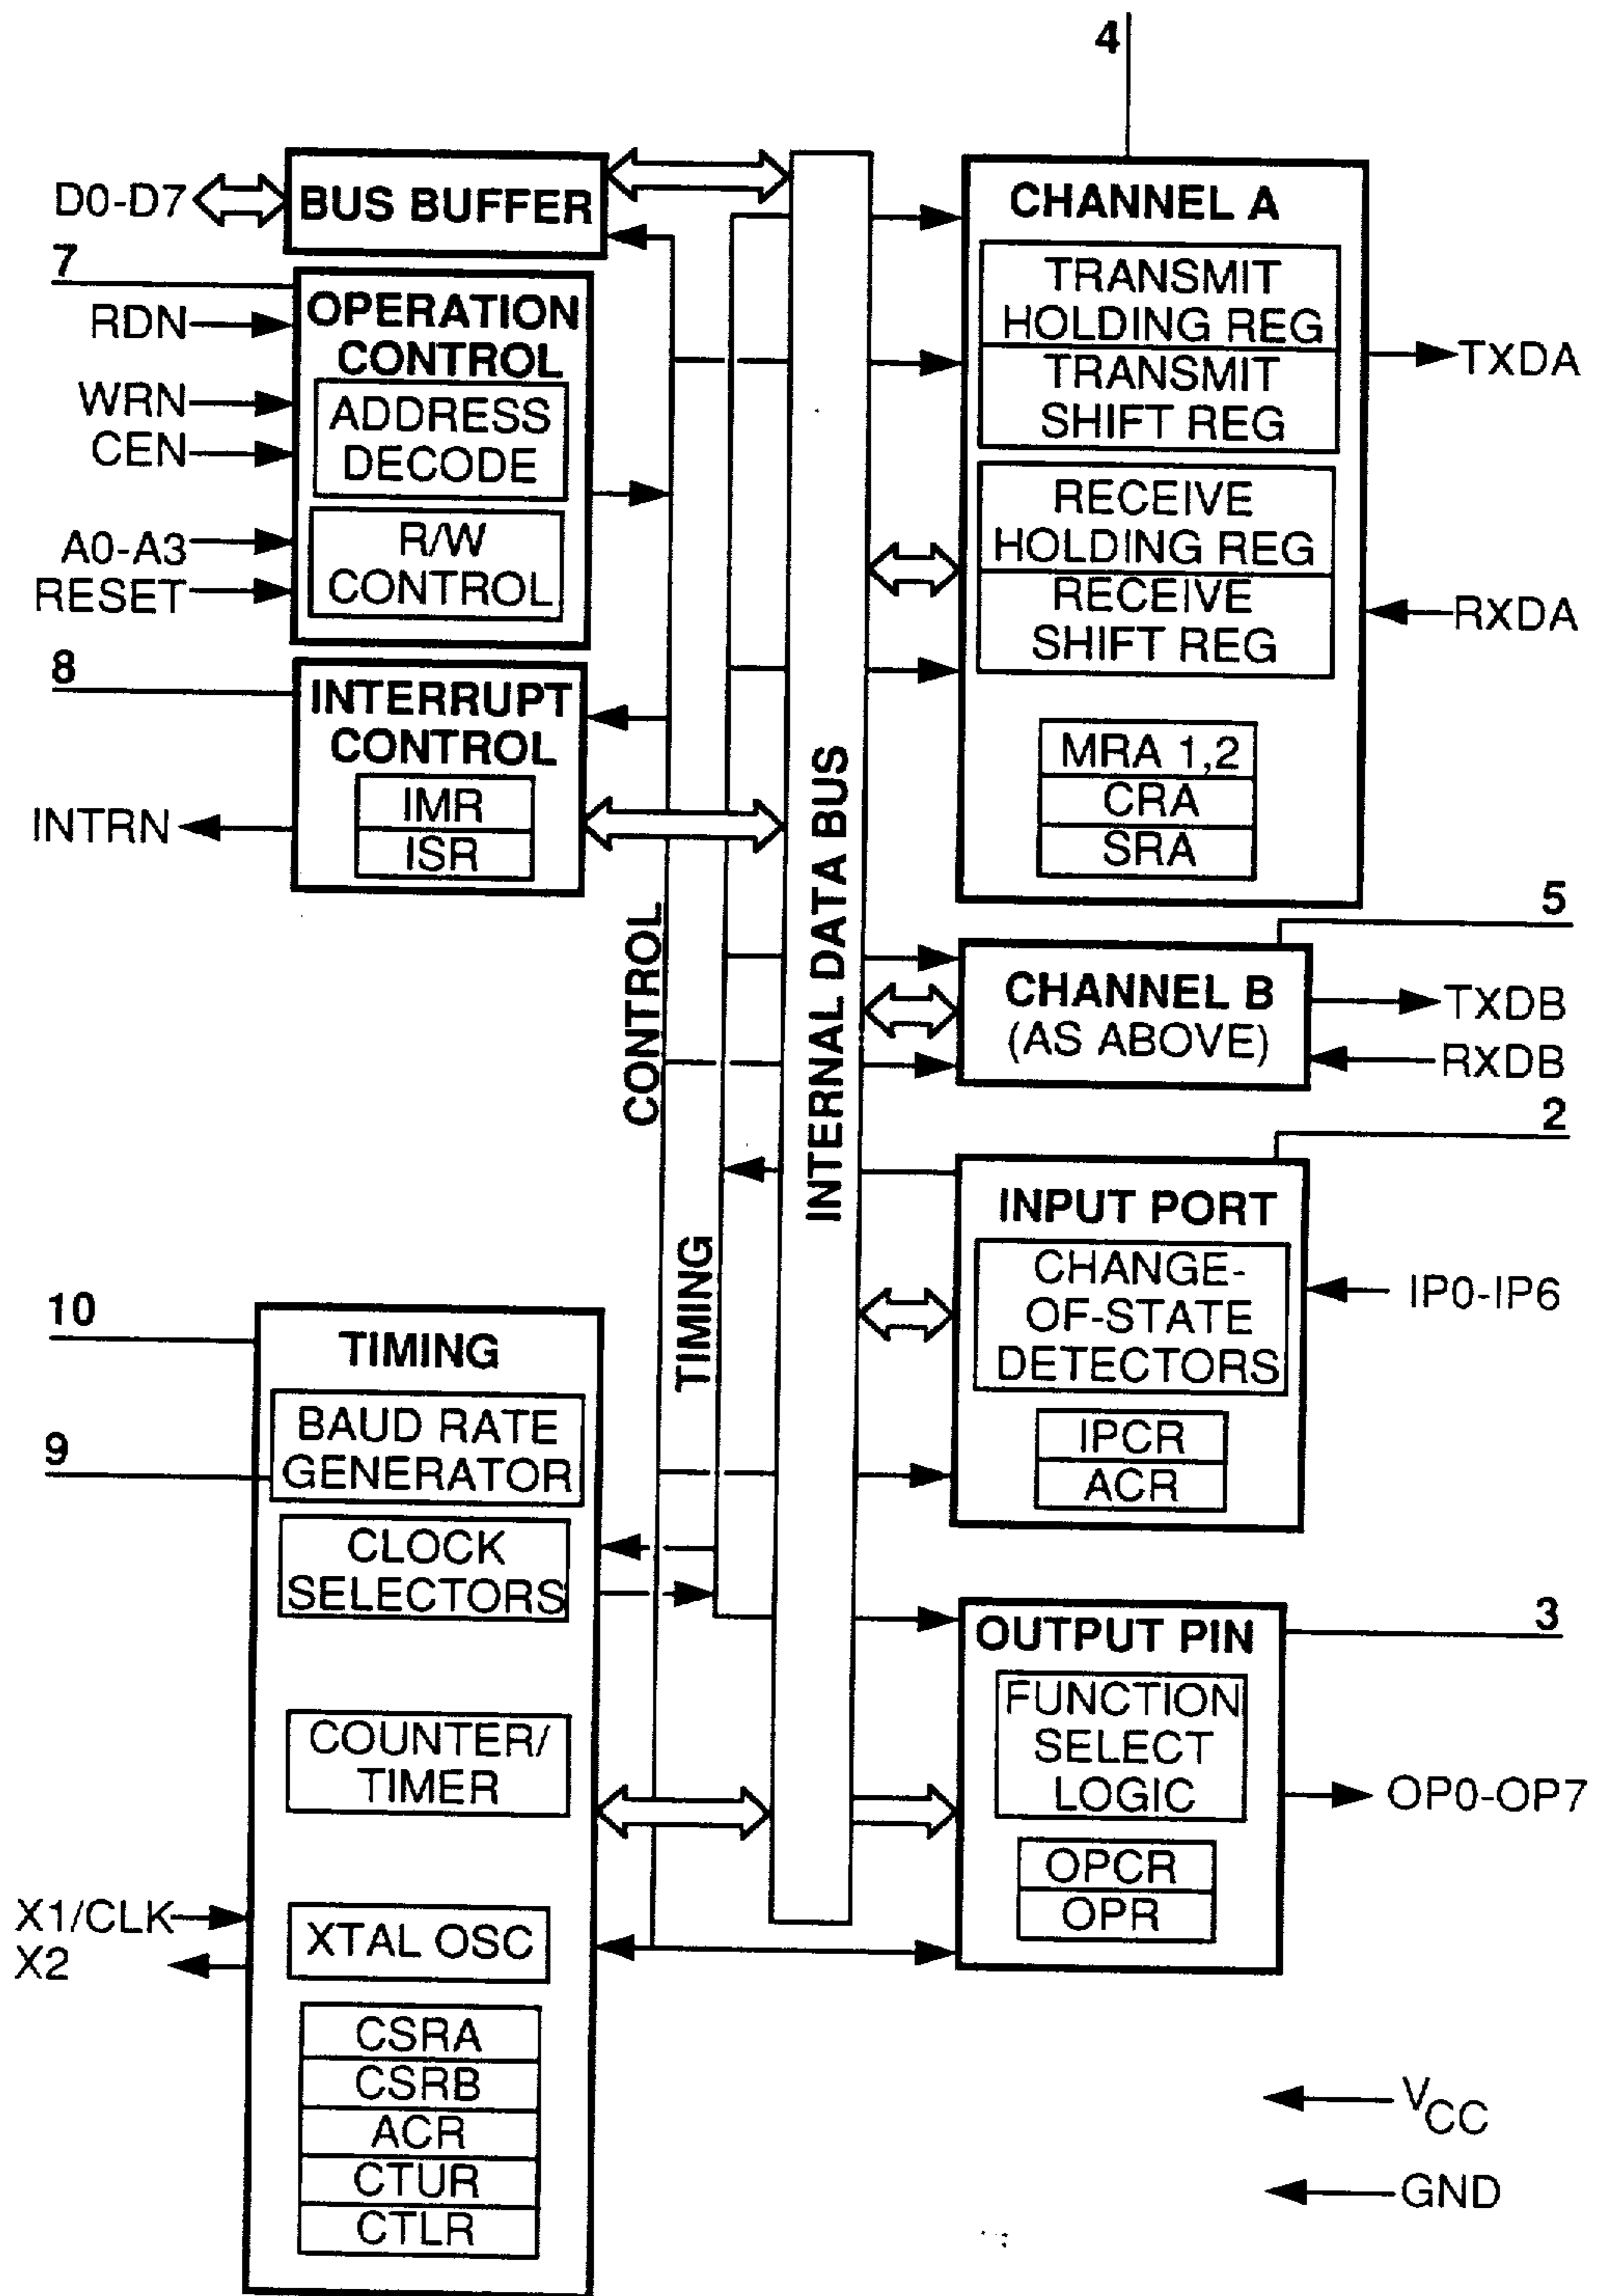 4
BUS BUFFER
D0-D7
7
OPERATION
CONTROL
RDN
WRN
CEN
A0-A3
RESET
ADDRESS
DECODE
R/W
CONTROL
8
INTERRUPT
CONTROL
IMR
ISR
INTRN
CONTROL
TIMING
INTERNAL DATA BUS
CHANNEL A
TRANSMIT
HOLDING REG
TRANSMIT
SHIFT REG
RECEIVE
HOLDING REG
RECEIVE
SHIFT REG
MRA 1,2
CRA
SRA
TXDA
RXDA
5
CHANNEL B
(AS ABOVE)
TXDB
RXDB
2
INPUT PORT
CHANGE-
OF-STATE
DETECTORS
IPCR
ACR
IP0-IP6
10
TIMING
9
BAUD RATE
GENERATOR
CLOCK
SELECTORS
COUNTER/
TIMER
X1/CLK
X2
XTAL OSC
CSRA
CSRB
ACR
CTUR
CTLR
3
OUTPUT PIN
FUNCTION
SELECT
LOGIC
OPCR
OPR
OP0-OP7
VCC
GND